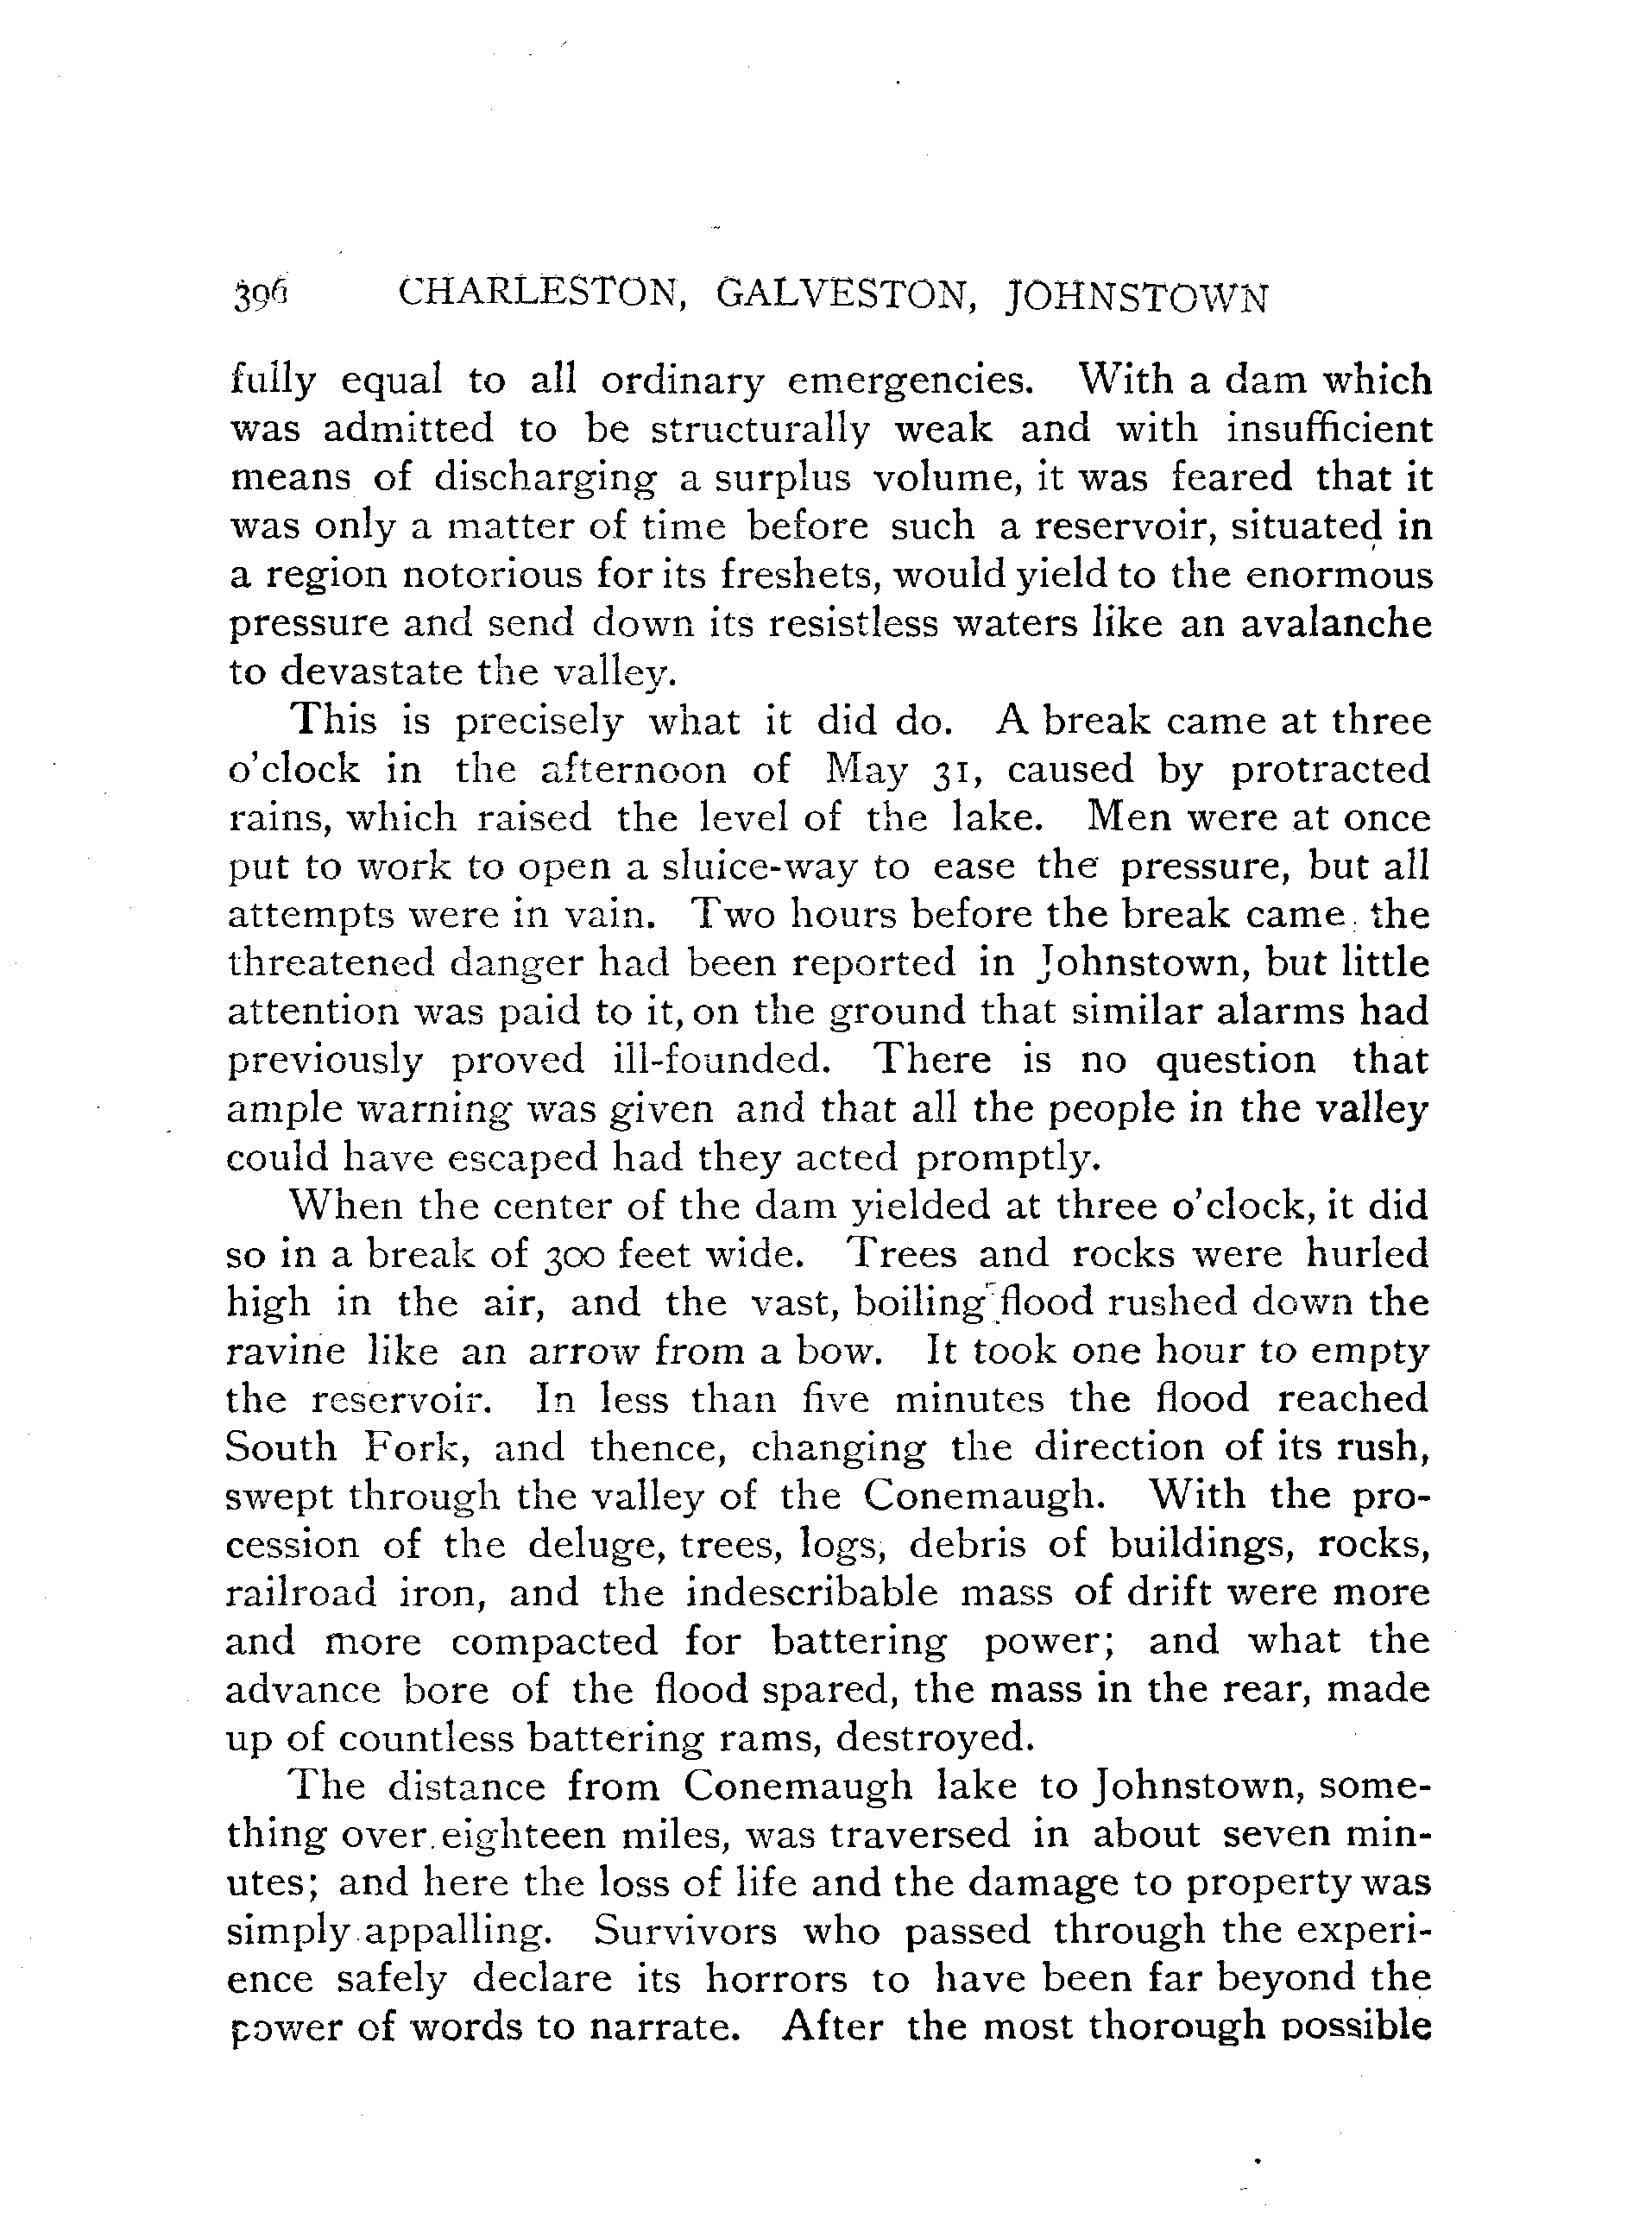 396 CHARLESTON, GALVESTON, JOHNSTOWN
fully equal to all ordinary emergencies. With a dam which
was admitted to be structurally weak and with insufficient
means of discharging a surplus volume, it was feared that it
was only a matter of time before such a reservoir, situated in
a region notorious for its freshets, would yield to the enormous
pressure and send down its resistless waters like an avalanche
to devastate the valley.
This is precisely what it did do. A break came at three
o'clock in the afternoon of May 31, caused by protracted
rains, which raised the level of the lake. Men were at once
put to work to open a sluice-way to ease the pressure, but all
attempts were in vain. Two hours before the break came the
threatened danger had been reported in Johnstown, but little
attention was paid to it, on the ground that similar alarms had
previously proved ill-founded. There is no question that
ample warning was given and that all the people in the valley
could have escaped had they acted promptly.
When the center of the dam yielded at three o'clock, it did
so in a break of 300 feet wide. Trees and rocks were hurled
high in the air, and the vast, boiling flood rushed down the
ravine like an arrow from a bow. It took one hour to empty
the reservoir. In less than five minutes the flood reached
South Fork, and thence, changing the direction of its rush,
swept through the valley of the Conemaugh. With the pro-
cession of the deluge, trees, logs, debris of buildings, rocks,
railroad iron, and the indescribable mass of drift were more
and more compacted for battering power; and what the
advance bore of the flood spared, the mass in the rear, made
up of countless battering rams, destroyed.
The distance from Conemaugh lake to Johnstown, some-
thing over eighteen miles, was traversed in about seven min-
utes; and here the loss of life and the damage to property was
simply appalling. Survivors who passed through the experi-
ence safely declare its horrors to have been far beyond the
power of words to narrate. After the most thorough possible